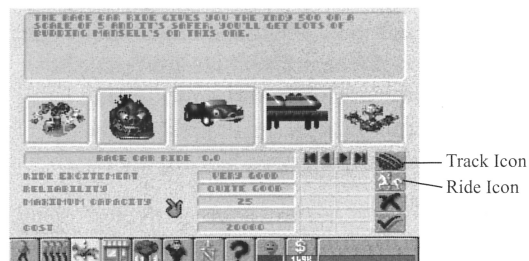 THE RACE CAR RIDE GIVES YOU THE INDY 500 ON A
SCALE OF 5 AND IT'S SAFER. YOU'LL GET LOTS OF
BUDDING MANSELL'S ON THIS ONE.
RACE CAR RIDE 0.0
Track Icon
RIDE EXCITEMENT VERY GOOD
Ride Icon
RELIABILITY QUITE GOOD
MAXIMUM CAPACITY 25
COST 20000
?
$